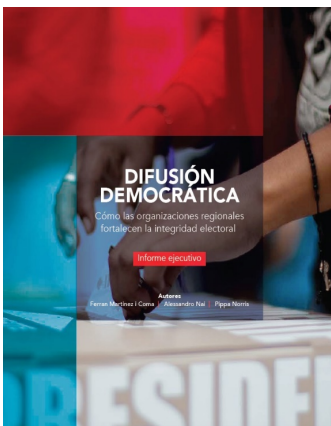 DIFUSIÓN
DEMOCRÁTICA
Cómo las organizaciones regionales
fortalecen la integridad electoral
Informe ejecutivo
Autores
Ferran Martínez I Coma | Alessandro Nai | Pippa Norris
PRESIDE